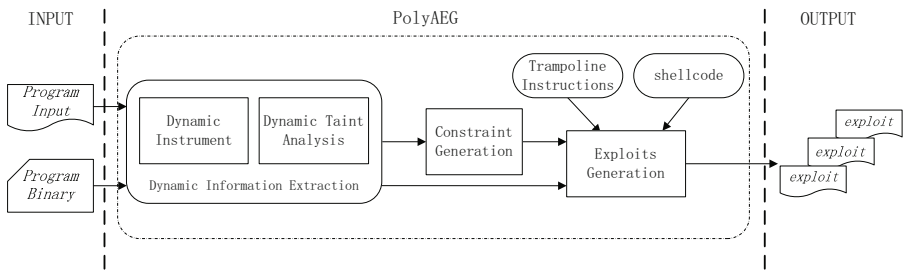 INPUT
PolyAEG
OUTPUT
Program
Input
Program
Binary
Dynamic
Instrument
Dynamic Taint
Analysis
Dynamic Information Extraction
Constraint
Generation
Trampoline
Instructions
shellcode
Exploits
Generation
exploit
exploit
exploit